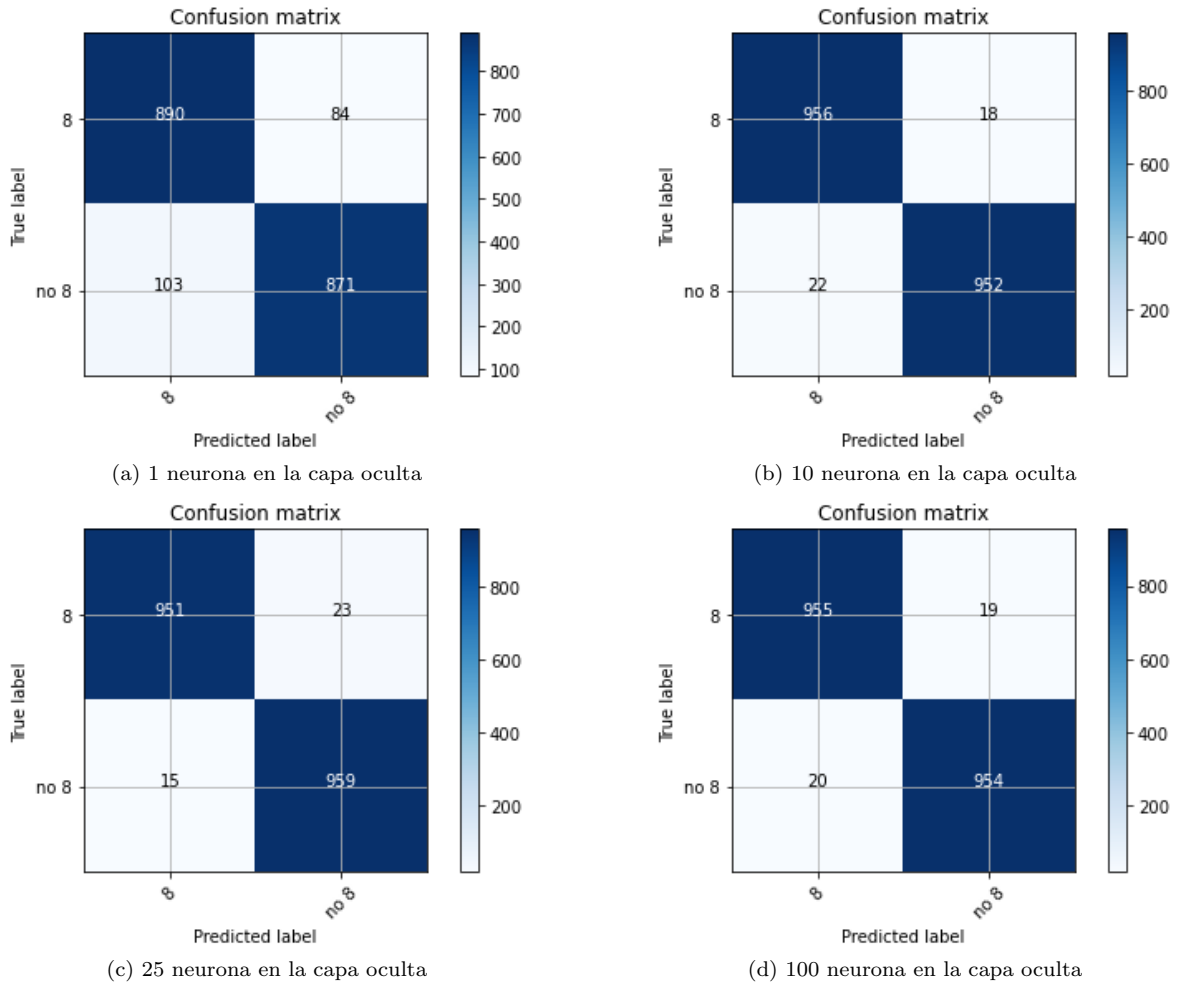 Confusion matrix
890
84
103
871
8
no 8
True label
8
no 8
Predicted label
800
700
600
500
400
300
200
100
(a) 1 neurona en la capa oculta
Confusion matrix
956
18
22
952
8
no 8
True label
8
no 8
Predicted label
800
600
400
200
(b) 10 neurona en la capa oculta
Confusion matrix
951
23
15
959
8
no 8
True label
8
no 8
Predicted label
800
600
400
200
(c) 25 neurona en la capa oculta
Confusion matrix
955
19
20
954
8
no 8
True label
8
no 8
Predicted label
800
600
400
200
(d) 100 neurona en la capa oculta